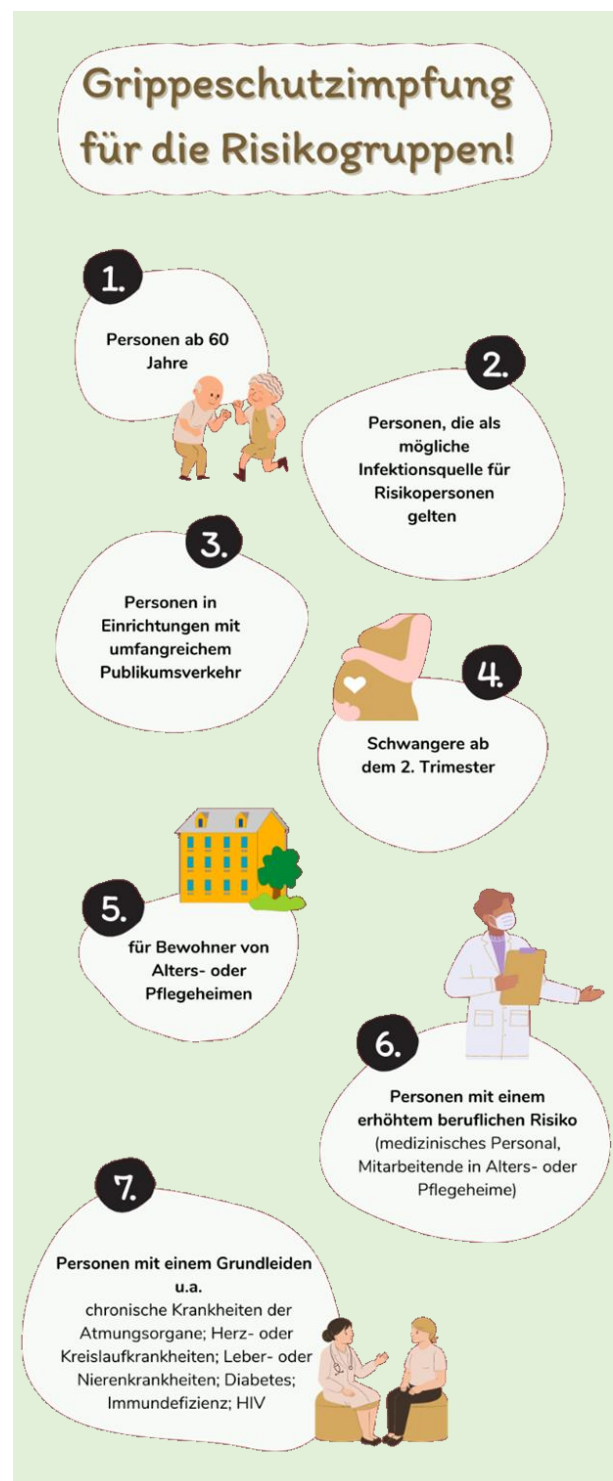 Grippeschutzimpfung
für die Risikogruppen!
1.
Personen ab 60
Jahre
2.
Personen, die als
mögliche
Infektionsquelle für
Risikopersonen
gelten
3.
Personen in
Einrichtungen mit
umfangreichem
Publikumsverkehr
4.
Schwangere ab
dem 2. Trimester
5.
für Bewohner von
Alters- oder
Pflegeheimen
6.
Personen mit einem
erhöhtem beruflichen Risiko
(medizinisches Personal,
Mitarbeitende in Alters- oder
Pflegeheime)
7.
Personen mit einem Grundleiden
u.a.
chronische Krankheiten der
Atmungsorgane; Herz- oder
Kreislaufkrankheiten; Leber- oder
Nierenkrankheiten; Diabetes;
Immundefizienz; HIV